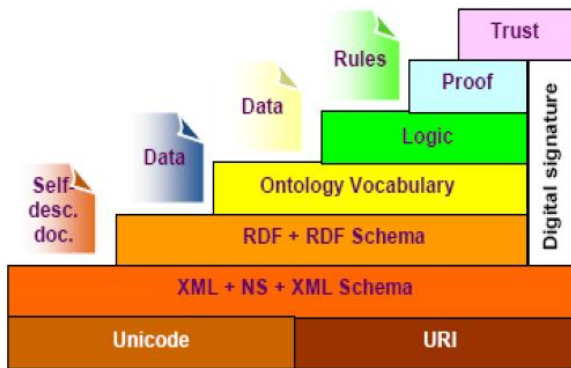 Trust
Rules
Proof
Data
Logic
Data
Digital signature
Self-
desc.
doc.
Ontology Vocabulary
RDF + RDF Schema
XML + NS + XML Schema
Unicode
URI